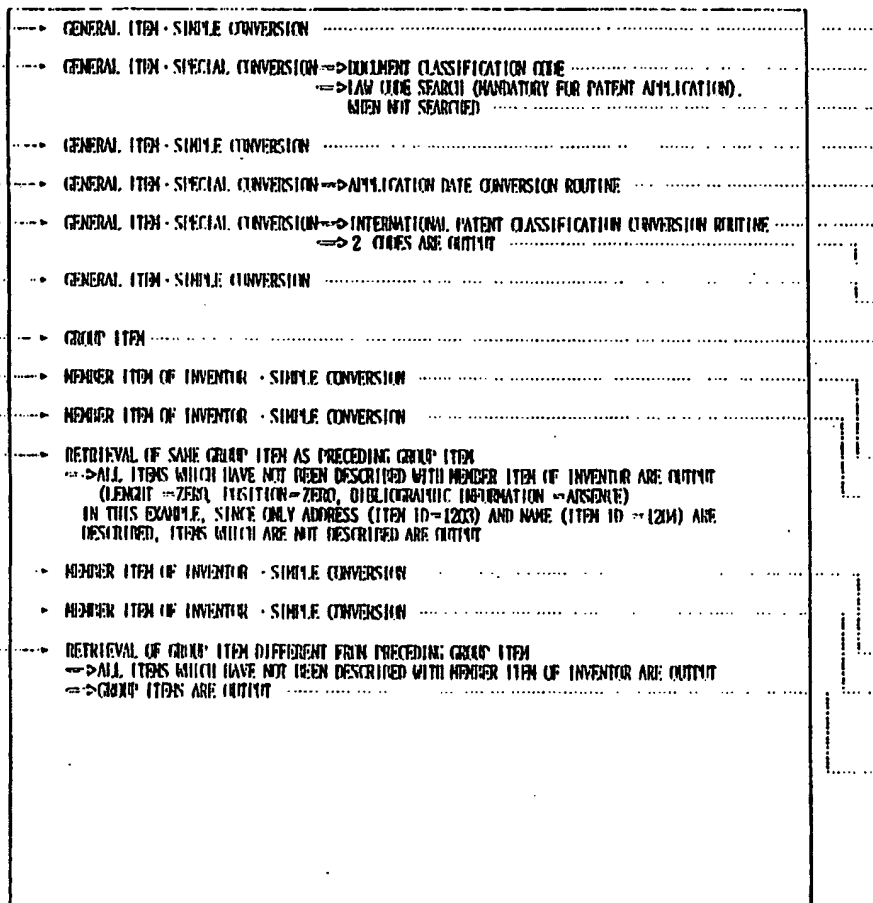 GENERAL ITEM · SIMPLE CONVERSION
GENERAL ITEM · SPECIAL CONVERSION =>DOCUMENT CLASSIFICATION CODE
=>LAW CODE SEARCH (MANDATORY FOR PATENT APPLICATION).
WHEN NOT SEARCHED
GENERAL ITEM · SIMPLE CONVERSION
GENERAL ITEM · SPECIAL CONVERSION=>APPLICATION DATE CONVERSION ROUTINE
GENERAL ITEM · SPECIAL CONVERSION=>INTERNATIONAL PATENT CLASSIFICATION CONVERSION ROUTINE
=>2 CODES ARE OUTPUT
GENERAL ITEM · SIMPLE CONVERSION
GROUP ITEM
MEMBER ITEM OF INVENTOR · SIMPLE CONVERSION
MEMBER ITEM OF INVENTOR · SIMPLE CONVERSION
RETRIEVAL OF SAME GROUP ITEM AS PRECEDING GROUP ITEM
=>ALL ITEMS WHICH HAVE NOT BEEN DESCRIBED WITH MEMBER ITEM OF INVENTOR ARE OUTPUT
(LENGHT =ZERO, POSITION=ZERO, BIBLIOGRAPHIC INFORMATION =ABSENCE)
IN THIS EXAMPLE, SINCE ONLY ADDRESS (ITEM ID=1203) AND NAME (ITEM ID =1204) ARE
DESCRIBED, ITEMS WHICH ARE NOT DESCRIBED ARE OUTPUT
MEMBER ITEM OF INVENTOR · SIMPLE CONVERSION
MEMBER ITEM OF INVENTOR · SIMPLE CONVERSION
RETRIEVAL OF GROUP ITEM DIFFERENT FROM PRECEDING GROUP ITEM
=>ALL ITEMS WHICH HAVE NOT BEEN DESCRIBED WITH MEMBER ITEM OF INVENTOR ARE OUTPUT
=>GROUP ITEMS ARE OUTPUT